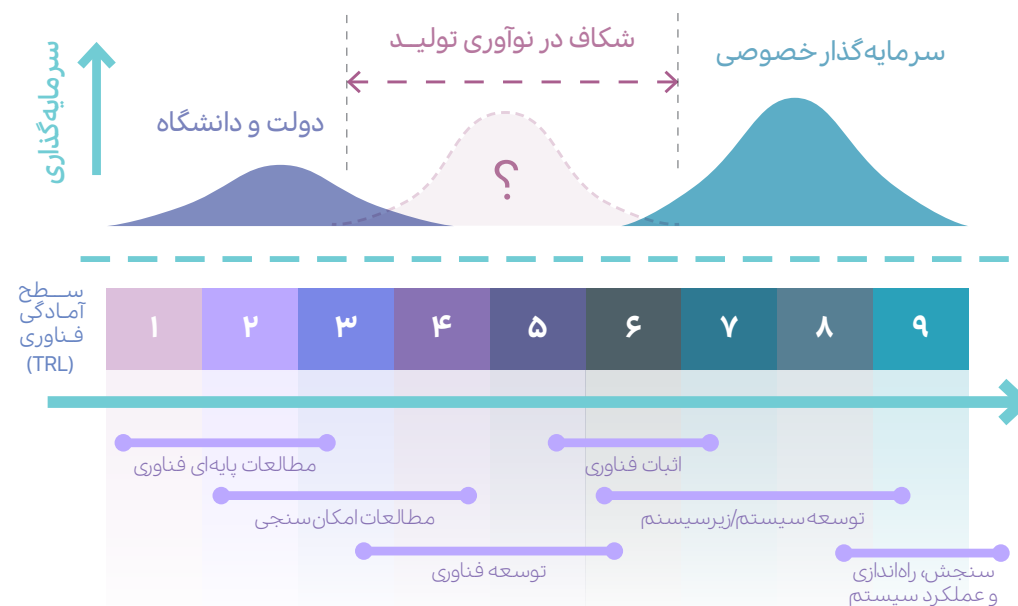 شکاف در نوآوری تولیـد
سرمایه‌گذار خصوصی
دولت و دانشگاه
سرمایه‌گذاری
؟
سـطح
آمـادگی
فـناوری
(TRL)
۱ ۲ ۳ ۴ ۵ ۶ ۷ ۸ ۹
مطالعات پایه‌ای فناوری
اثبات فناوری
مطالعات امکان‌سنجی
توسعه سیستم/زیرسیسنم
توسعه فناوری
سنجش، راه‌اندازی
و عملکرد سیستم